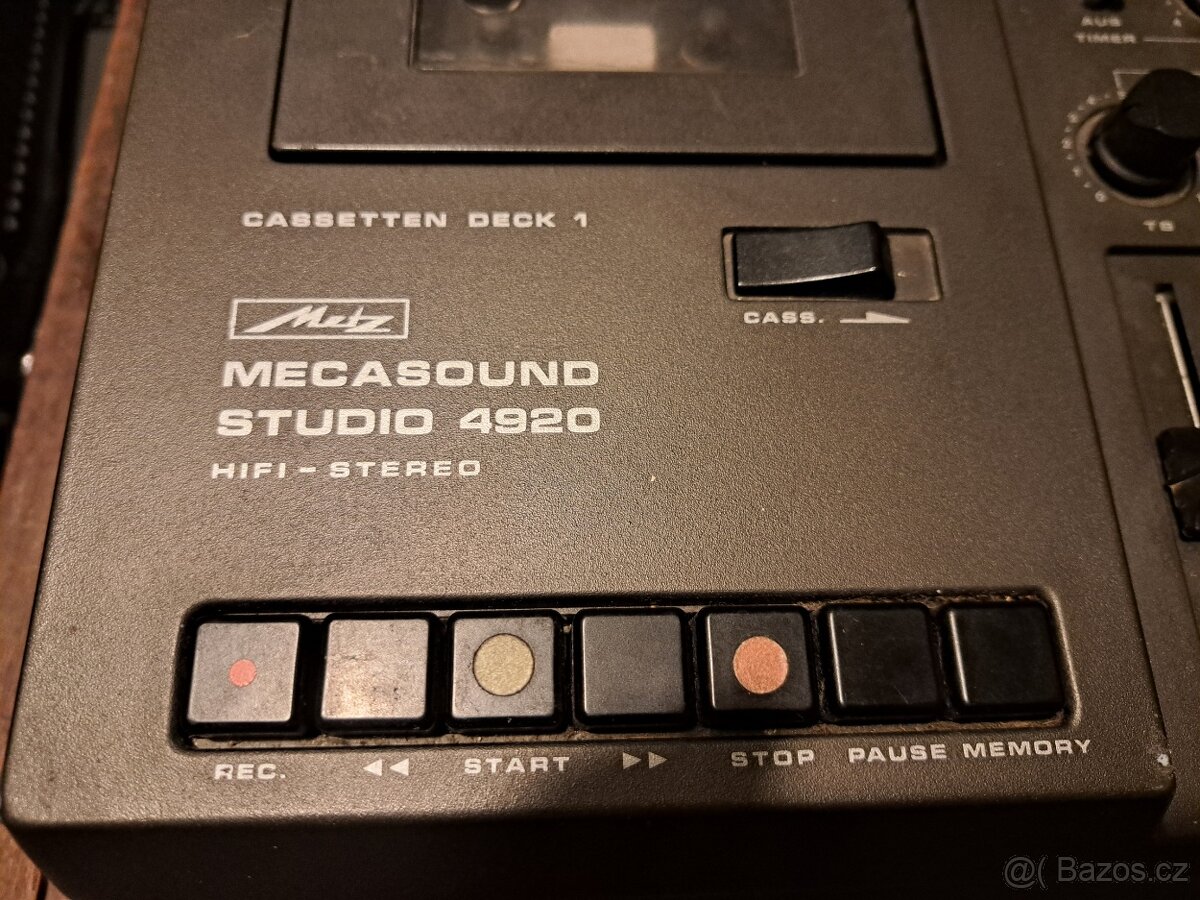 AUS
TIMER
CASSETTEN DECK 1
CASS.
Metz
MECASOUND
STUDIO 4920
HIFI - STEREO
REC. ◀◀ START ▶▶ STOP PAUSE MEMORY
@( Bazos.cz